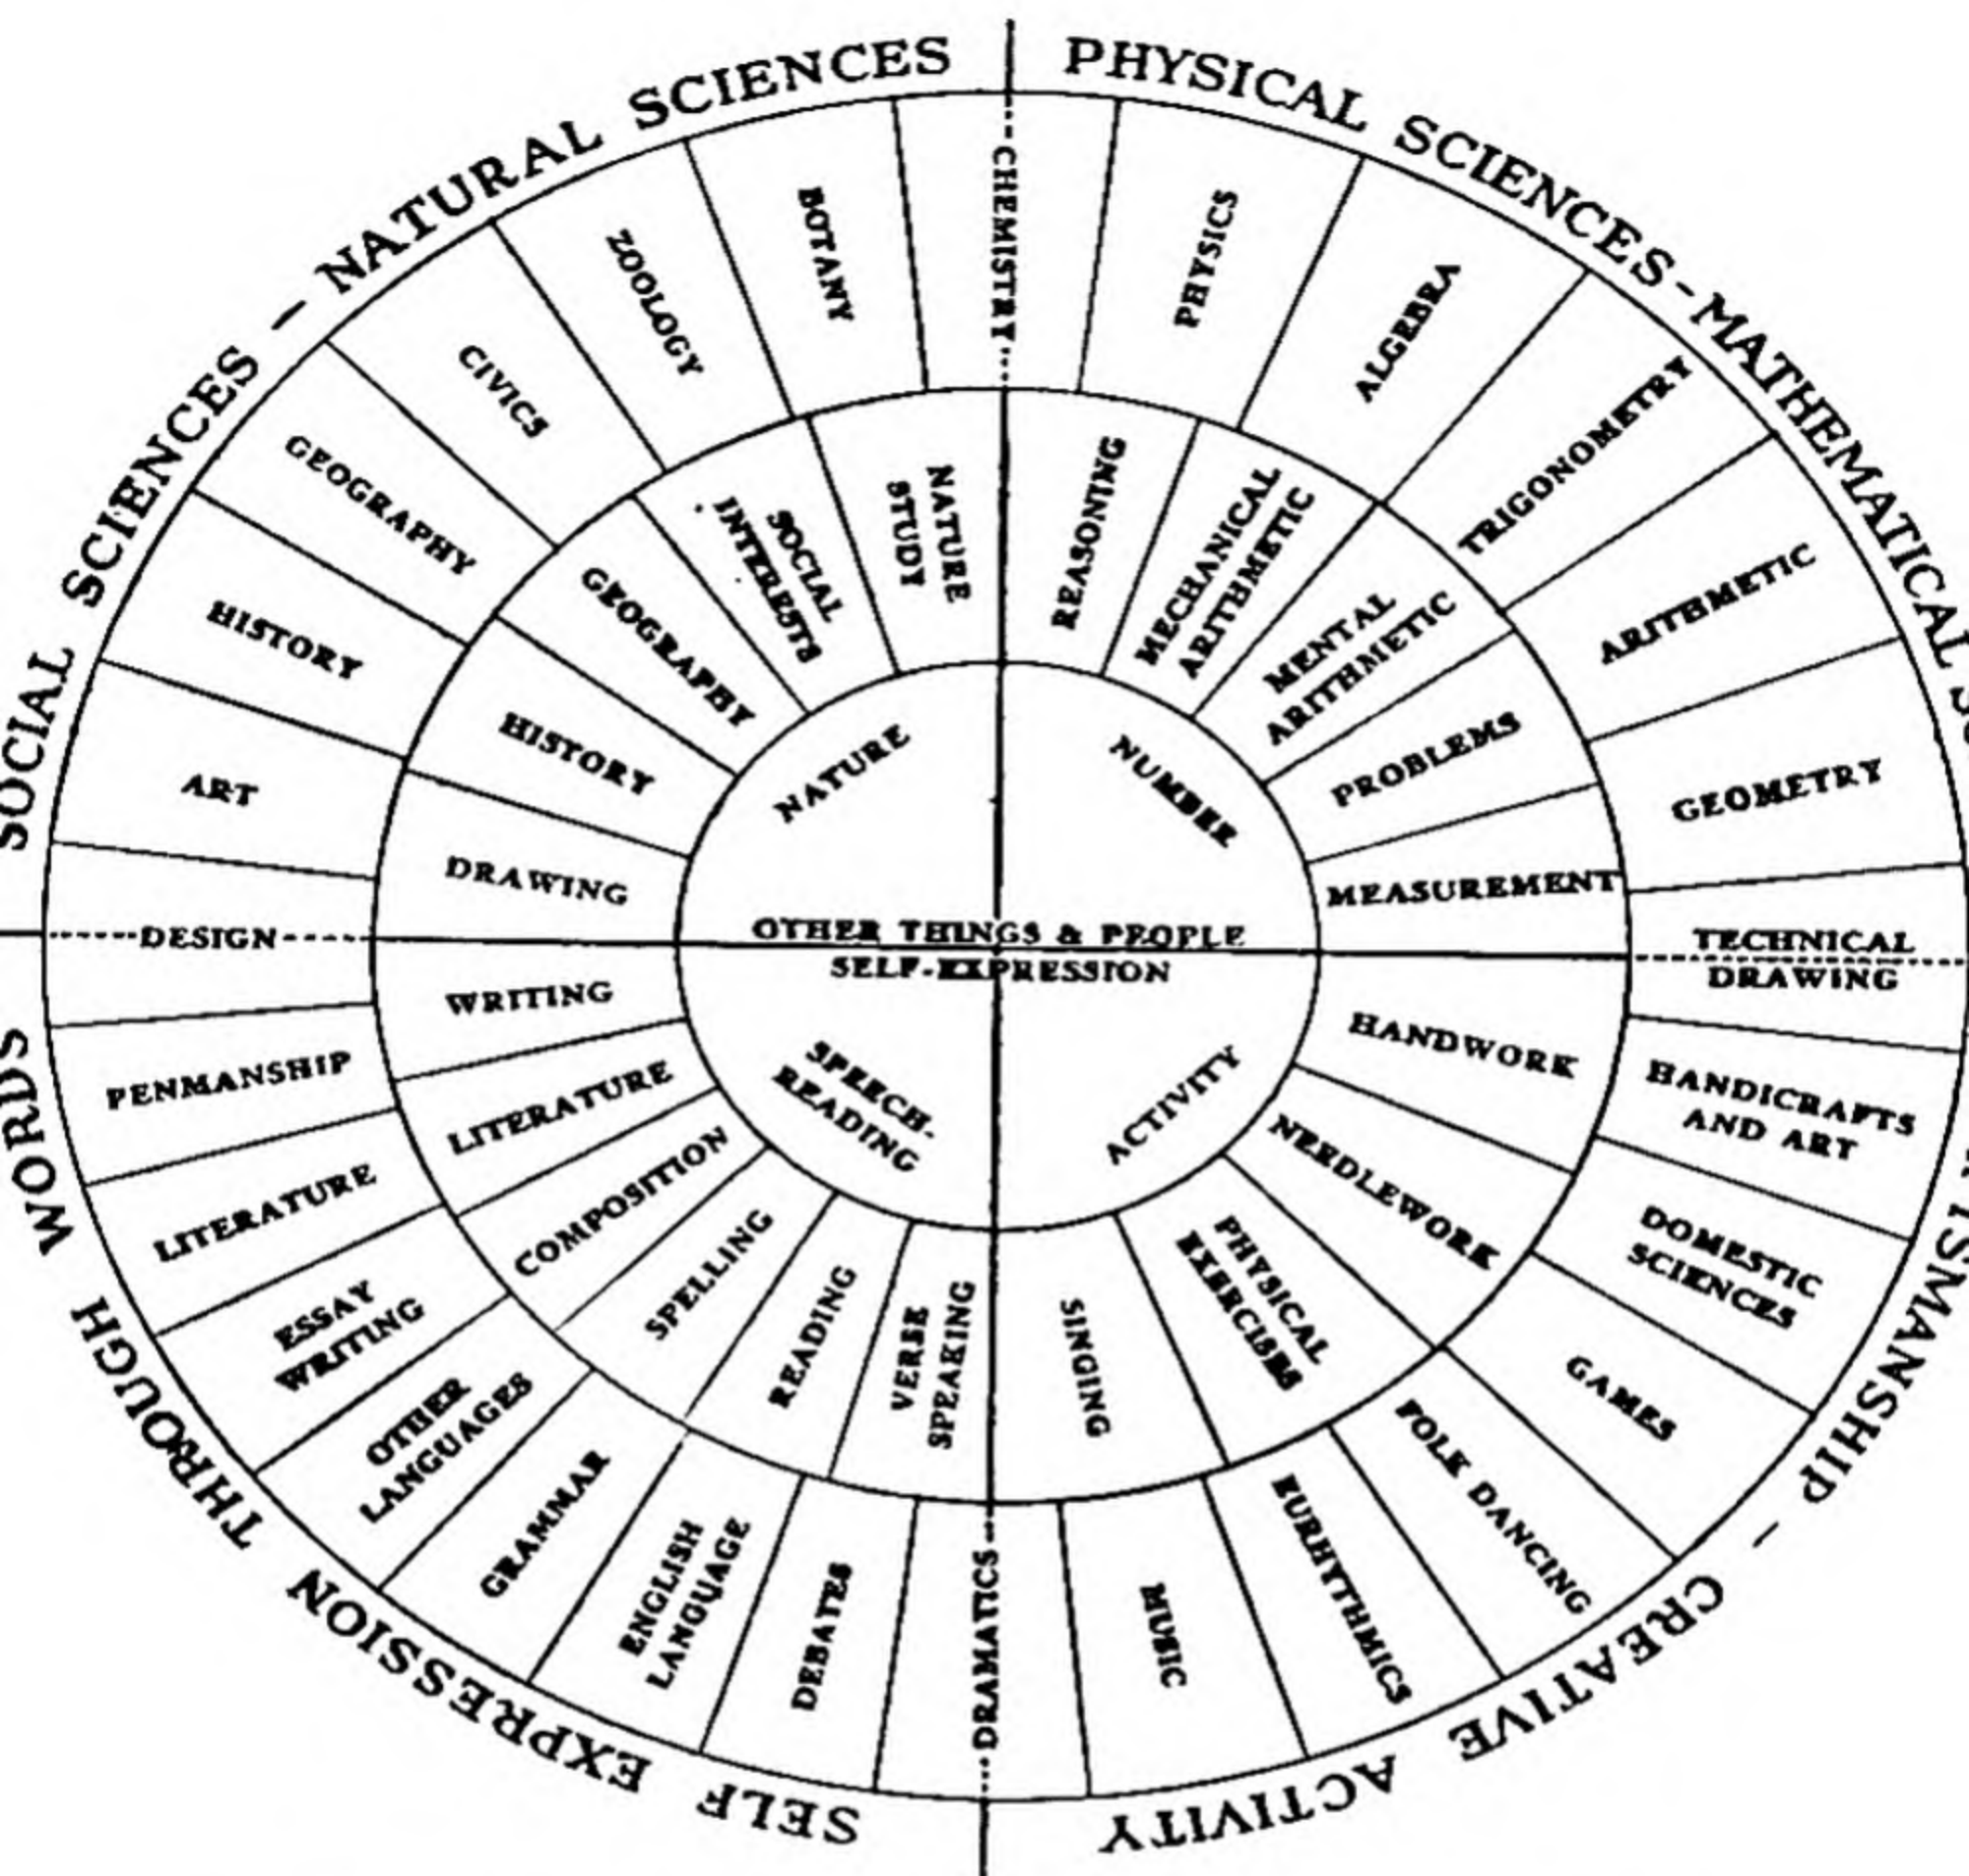 SOCIAL SCIENCES – NATURAL SCIENCES
PHYSICAL SCIENCES - MATHEMATICAL
CREATIVE ACTIVITY
SELF EXPRESSION THROUGH WORDS
CHEMISTRY
PHYSICS
ALGEBRA
TRIGONOMETRY
ARITHMETIC
GEOMETRY
TECHNICAL
DRAWING
HANDICRAFTS
AND ART
DOMESTIC
SCIENCES
GAMES
FOLK DANCING
EURHYTHMICS
MUSIC
DRAMATICS
DEBATES
ENGLISH
LANGUAGE
GRAMMAR
OTHER
LANGUAGES
ESSAY
WRITING
LITERATURE
PENMANSHIP
DESIGN
ART
HISTORY
GEOGRAPHY
CIVICS
ZOOLOGY
BOTANY
REASONING
MECHANICAL
ARITHMETIC
MENTAL
ARITHMETIC
PROBLEMS
MEASUREMENT
HANDWORK
NEEDLEWORK
PHYSICAL
EXERCISES
SINGING
VERSE
SPEAKING
READING
SPELLING
COMPOSITION
LITERATURE
WRITING
DRAWING
HISTORY
GEOGRAPHY
SOCIAL
INTERESTS
NATURE
STUDY
NATURE
NUMBER
OTHER THINGS & PEOPLE
SELF-EXPRESSION
SPEECH-
READING
ACTIVITY